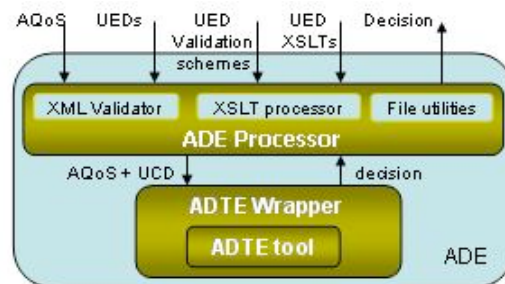 AQoS UEDs UED Validation schemes UED XSLTs Decision
XML Validator XSLT processor File utilities
ADE Processor
AQoS + UCD decision
ADTE Wrapper
ADTE tool
ADE